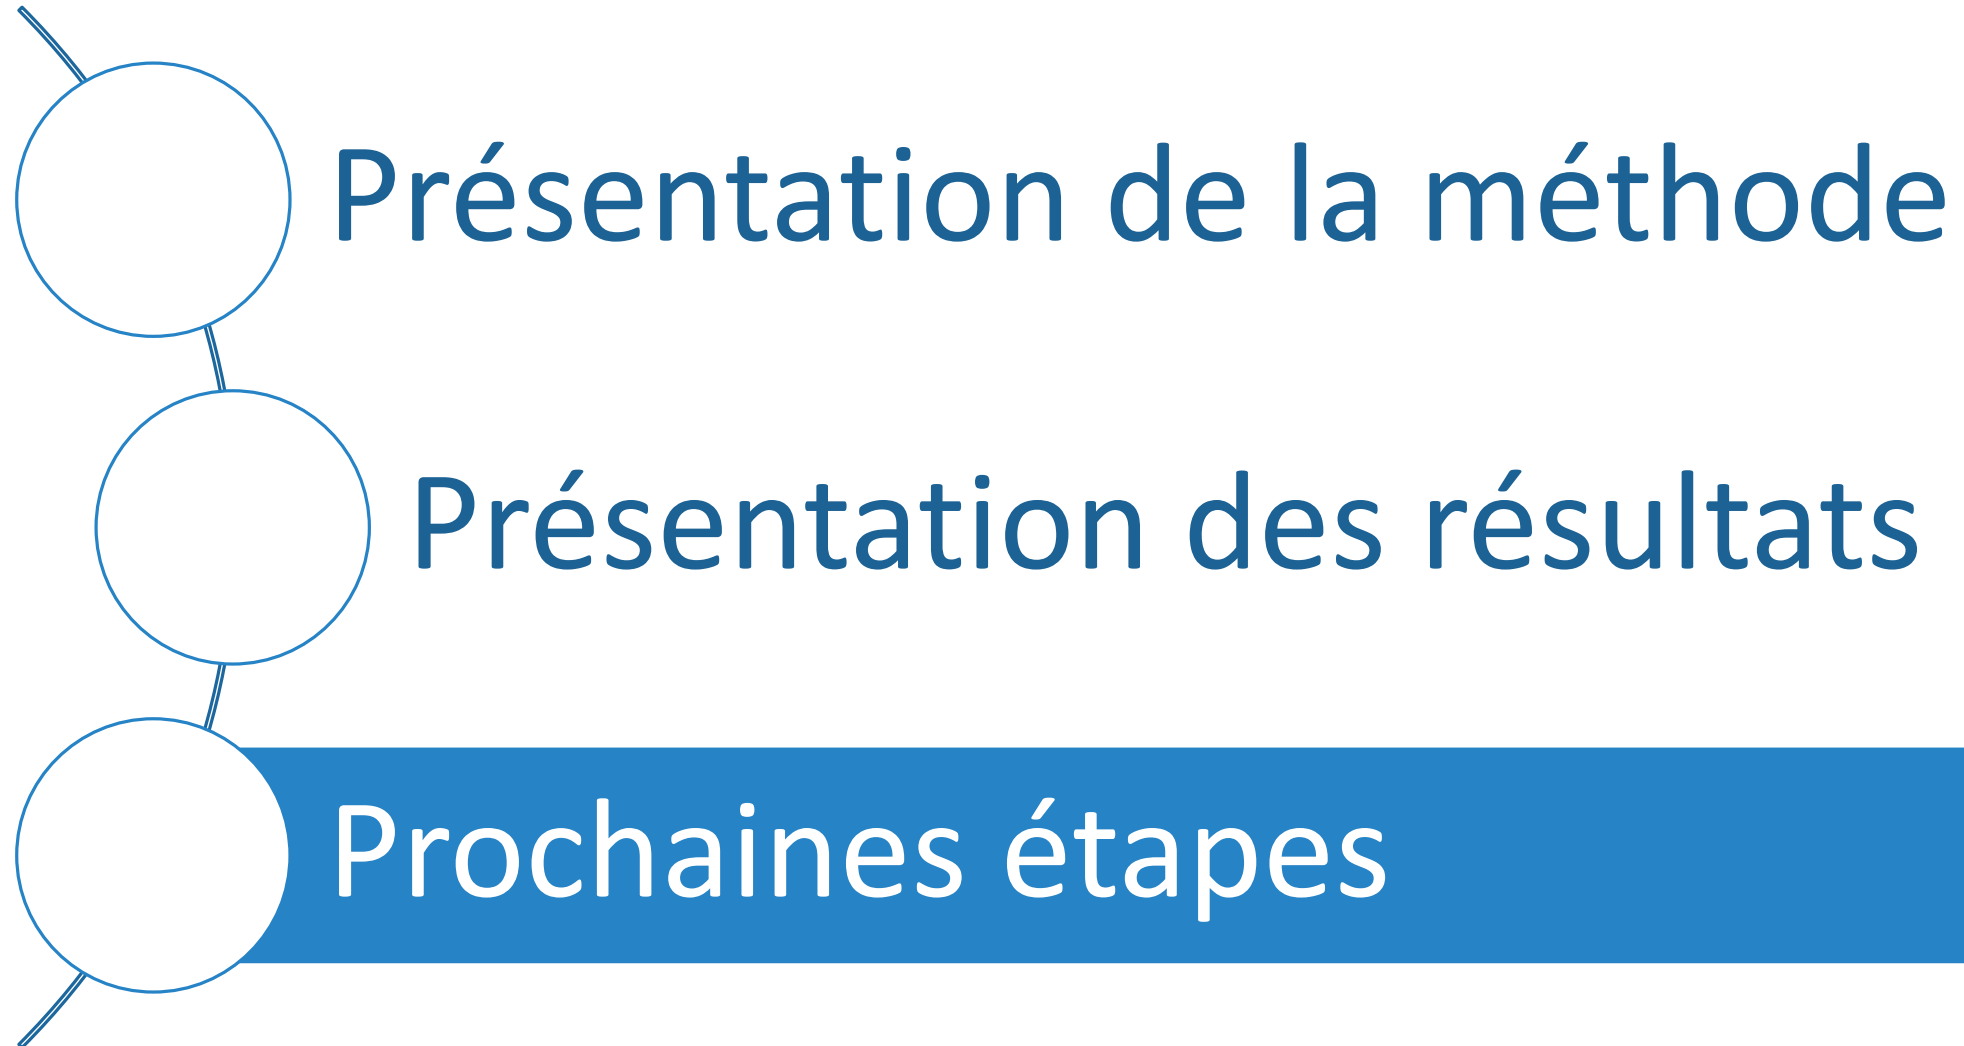 Présentation de la méthode
Présentation des résultats
Prochaines étapes